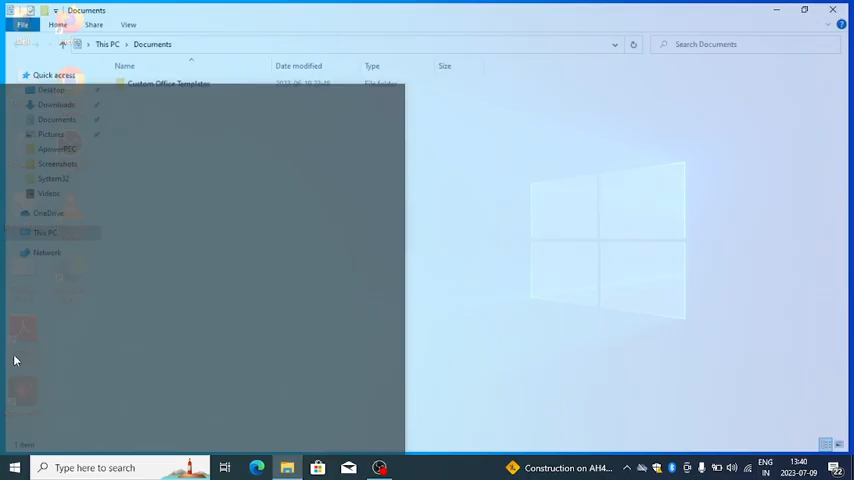 Documents
File Home Share View
This PC > Documents
Search Documents
Name Date modified Type Size
Custom Office Templates File folder
Quick access
Desktop
Downloads
Documents
Pictures
ApowerREC
Screenshots
System32
Videos
OneDrive
This PC
Network
1 item
Type here to search
Construction on AH4...
ENG
IN
13:40
2023-07-09
22